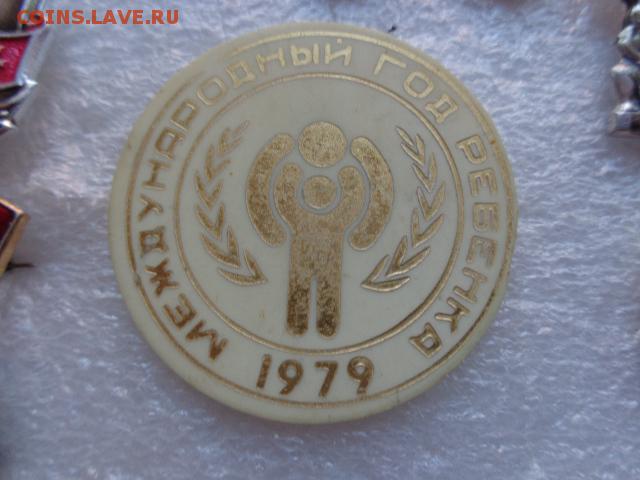 COINS.LAVE.RU
МЕЖДУНАРОДНЫЙ ГОД РЕБЕНКА
1979